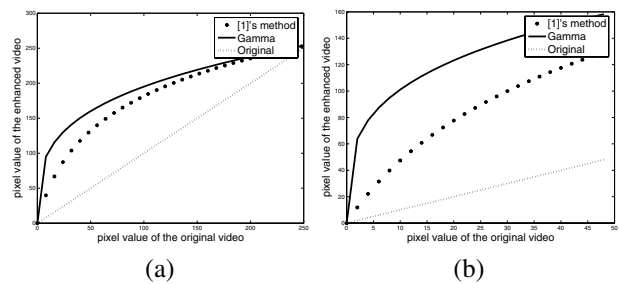 300
250
200
150
100
50
0
pixel value of the enhanced video
0 50 100 150 200 250
pixel value of the original video
[1]'s method
Gamma
Original
(a)
160
140
120
100
80
60
40
20
0
pixel value of the enhanced video
0 5 10 15 20 25 30 35 40 45 50
pixel value of the original video
[1]'s method
Gamma
Original
(b)